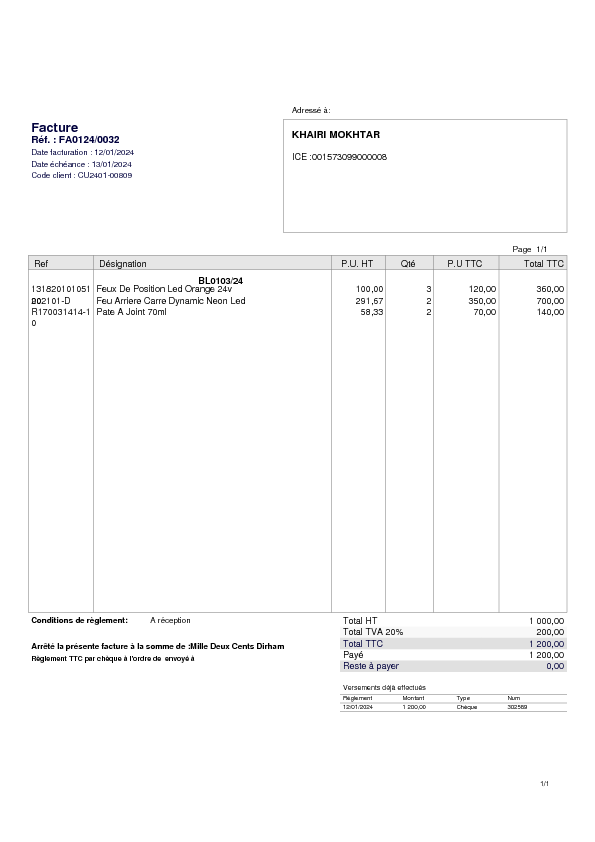 Adressé à:
Facture
Réf. : FA0124/0032
Date facturation : 12/01/2024
Date échéance : 13/01/2024
Code client : CU2401-00809
KHAIRI MOKHTAR
ICE :001573099000008
Page 1/1
Ref Désignation P.U. HT Qté P.U TTC Total TTC
BL0103/24
131820101051 Feux De Position Led Orange 24v 100,00 3 120,00 360,00
202101-D Feu Arriere Carre Dynamic Neon Led 291,67 2 350,00 700,00
R170031414-1 Pate A Joint 70ml 58,33 2 70,00 140,00
0
Conditions de règlement: A réception
Total HT 1 000,00
Total TVA 20% 200,00
Total TTC 1 200,00
Arrêté la présente facture à la somme de :Mille Deux Cents Dirham
Payé 1 200,00
Règlement TTC par chèque à l'ordre de envoyé à
Reste à payer 0,00
Versements déjà effectués
Règlement Montant Type Num
12/01/2024 1 200,00 Chèque 302589
1/1